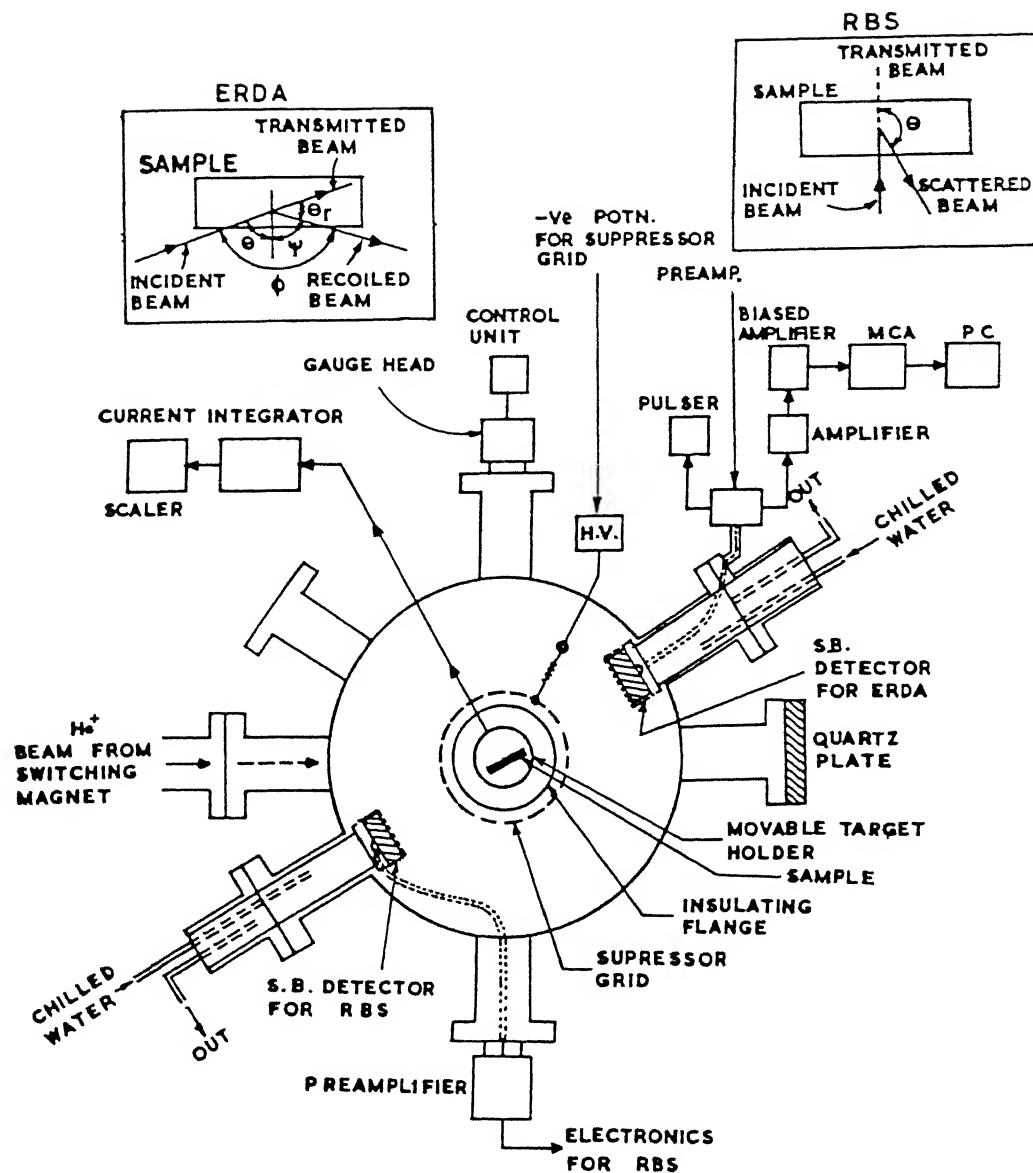 RBS
TRANSMITTED
BEAM
SAMPLE
θ
INCIDENT
BEAM
SCATTERED
BEAM
ERDA
TRANSMITTED
BEAM
SAMPLE
θr
θ
ψ
ϕ
INCIDENT
BEAM
RECOILED
BEAM
-Ve POTN.
FOR SUPPRESSOR
GRID
PREAMP.
CONTROL
UNIT
GAUGE HEAD
BIASED
AMPLIFIER
MCA
PC
PULSER
AMPLIFIER
CURRENT INTEGRATOR
SCALER
H.V.
OUT
CHILLED
WATER
S.B.
DETECTOR
FOR ERDA
He+
BEAM FROM
SWITCHING
MAGNET
QUARTZ
PLATE
MOVABLE TARGET
HOLDER
SAMPLE
INSULATING
FLANGE
SUPRESSOR
GRID
S.B. DETECTOR
FOR RBS
CHILLED
WATER
OUT
PREAMPLIFIER
ELECTRONICS
FOR RBS